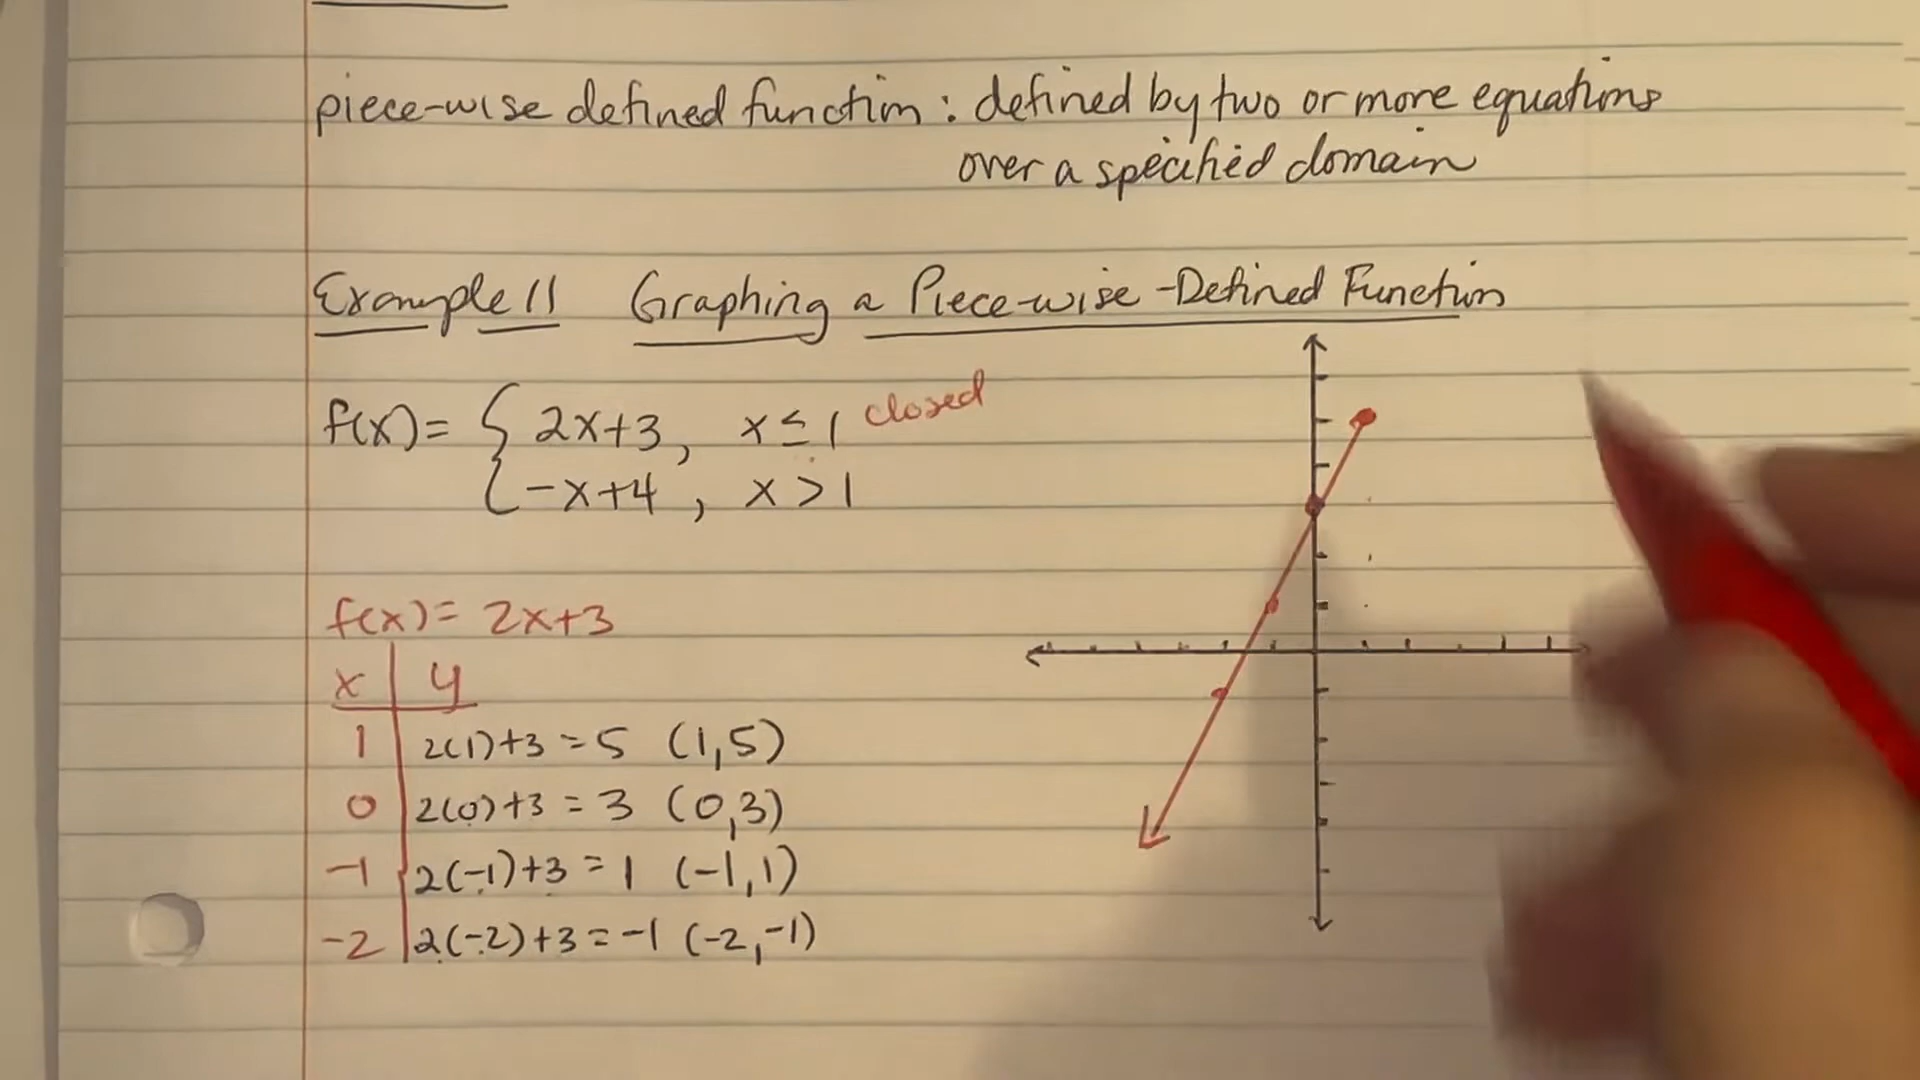 piece-wise defined function: defined by two or more equations
over a specified domain
Example 11 Graphing a Piece-wise-Defined Function
f(x)= { 2x+3, x≤1 closed
-x+4, x>1
f(x)= 2x+3
x | y
1 | 2(1)+3 = 5 (1,5)
0 | 2(0)+3 = 3 (0,3)
-1 | 2(-1)+3 = 1 (-1,1)
-2 | 2(-2)+3 = -1 (-2,-1)